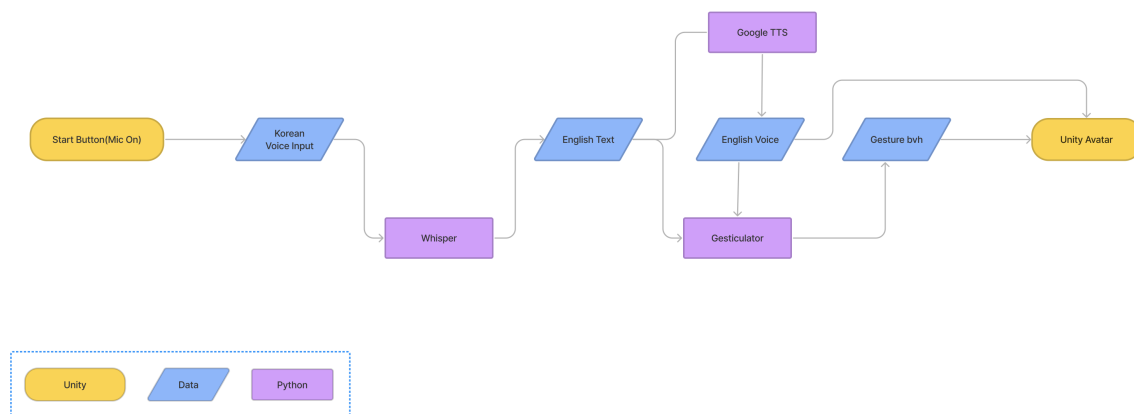 Google TTS
Start Button(Mic On)
Korean
Voice Input
English Text
English Voice
Gesture bvh
Unity Avatar
Whisper
Gesticulator
Unity
Data
Python